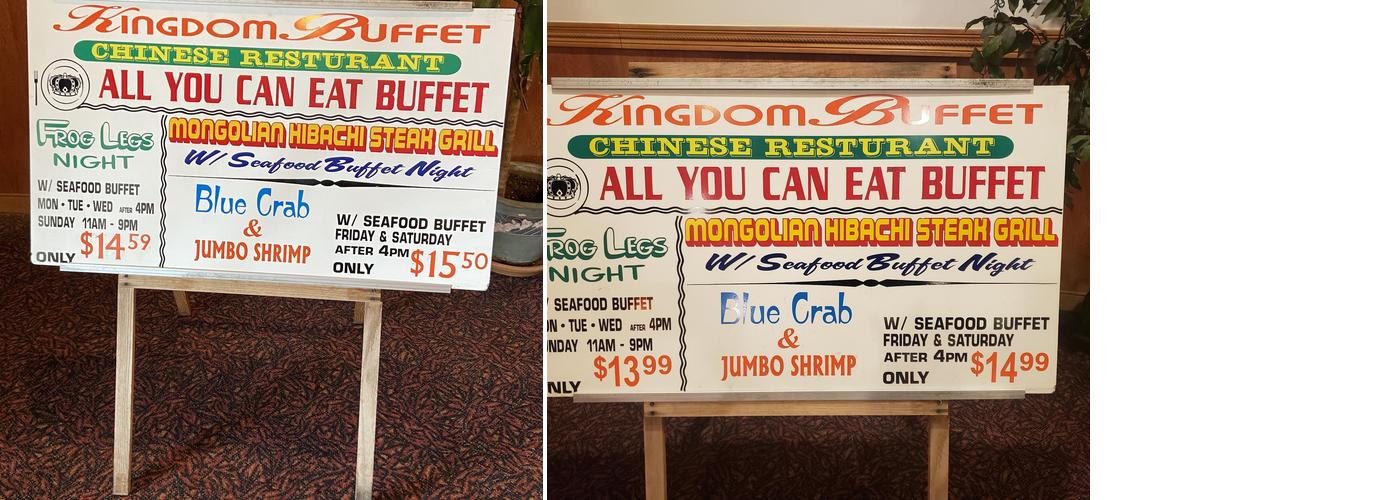 KINGDOM BUFFET
CHINESE RESTURANT
ALL YOU CAN EAT BUFFET
FROG LEGS
NIGHT
W/ SEAFOOD BUFFET
MON • TUE • WED AFTER 4PM
SUNDAY 11AM - 9PM
ONLY $14.59
MONGOLIAN HIBACHI STEAK GRILL
W/ Seafood Buffet Night
Blue Crab
&
JUMBO SHRIMP
W/ SEAFOOD BUFFET
FRIDAY & SATURDAY
AFTER 4PM
ONLY $15.50
KINGDOM BUFFET
CHINESE RESTURANT
ALL YOU CAN EAT BUFFET
ROG LEGS
NIGHT
/ SEAFOOD BUFFET
ON • TUE • WED AFTER 4PM
NDAY 11AM - 9PM
NLY $13.99
MONGOLIAN HIBACHI STEAK GRILL
W/ Seafood Buffet Night
Blue Crab
&
JUMBO SHRIMP
W/ SEAFOOD BUFFET
FRIDAY & SATURDAY
AFTER 4PM
ONLY $14.99